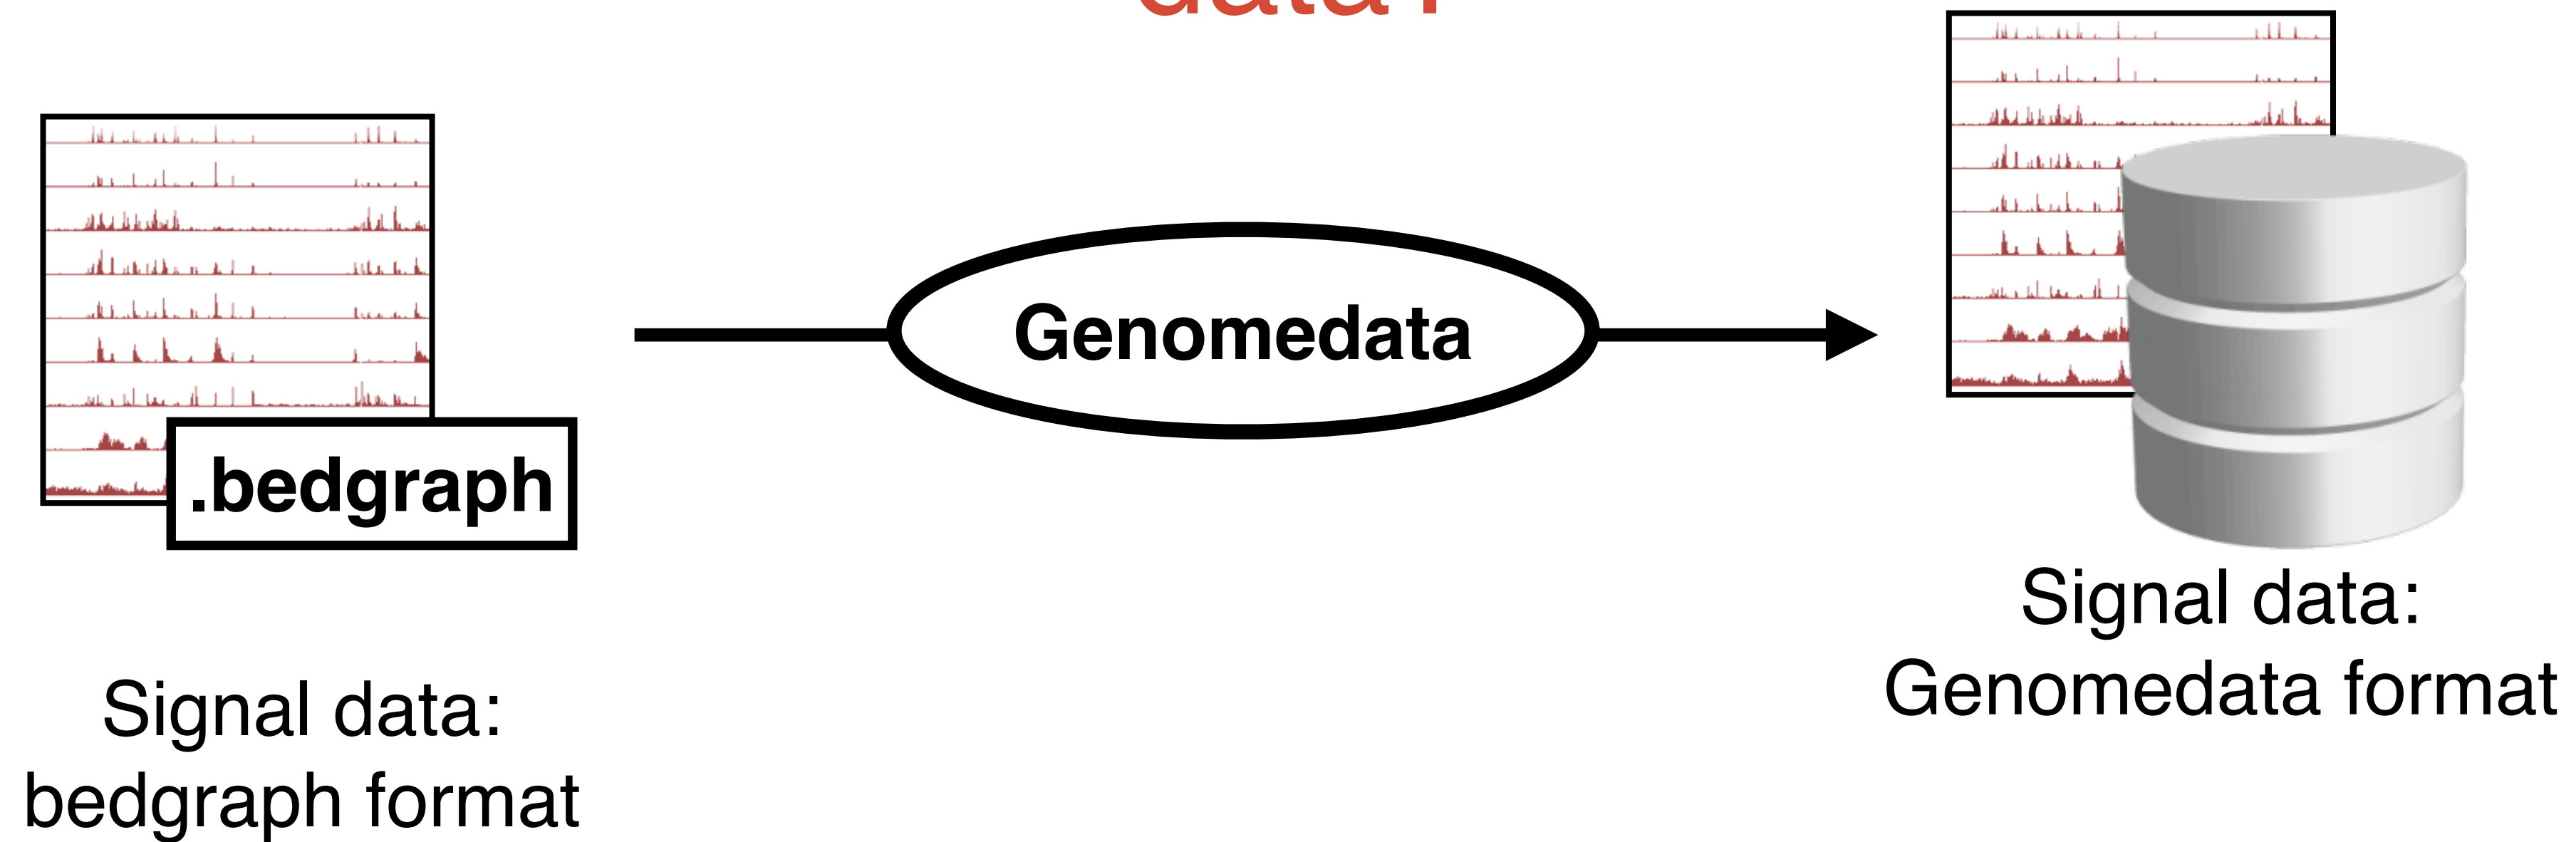 .bedgraph
Signal data:
bedgraph format
Genomedata
Signal data:
Genomedata format